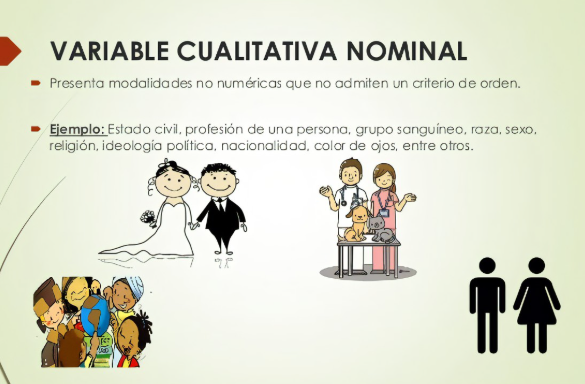 VARIABLE CUALITATIVA NOMINAL
Presenta modalidades no numéricas que no admiten un criterio de orden.
Ejemplo: Estado civil, profesión de una persona, grupo sanguíneo, raza, sexo,
religión, ideología política, nacionalidad, color de ojos, entre otros.